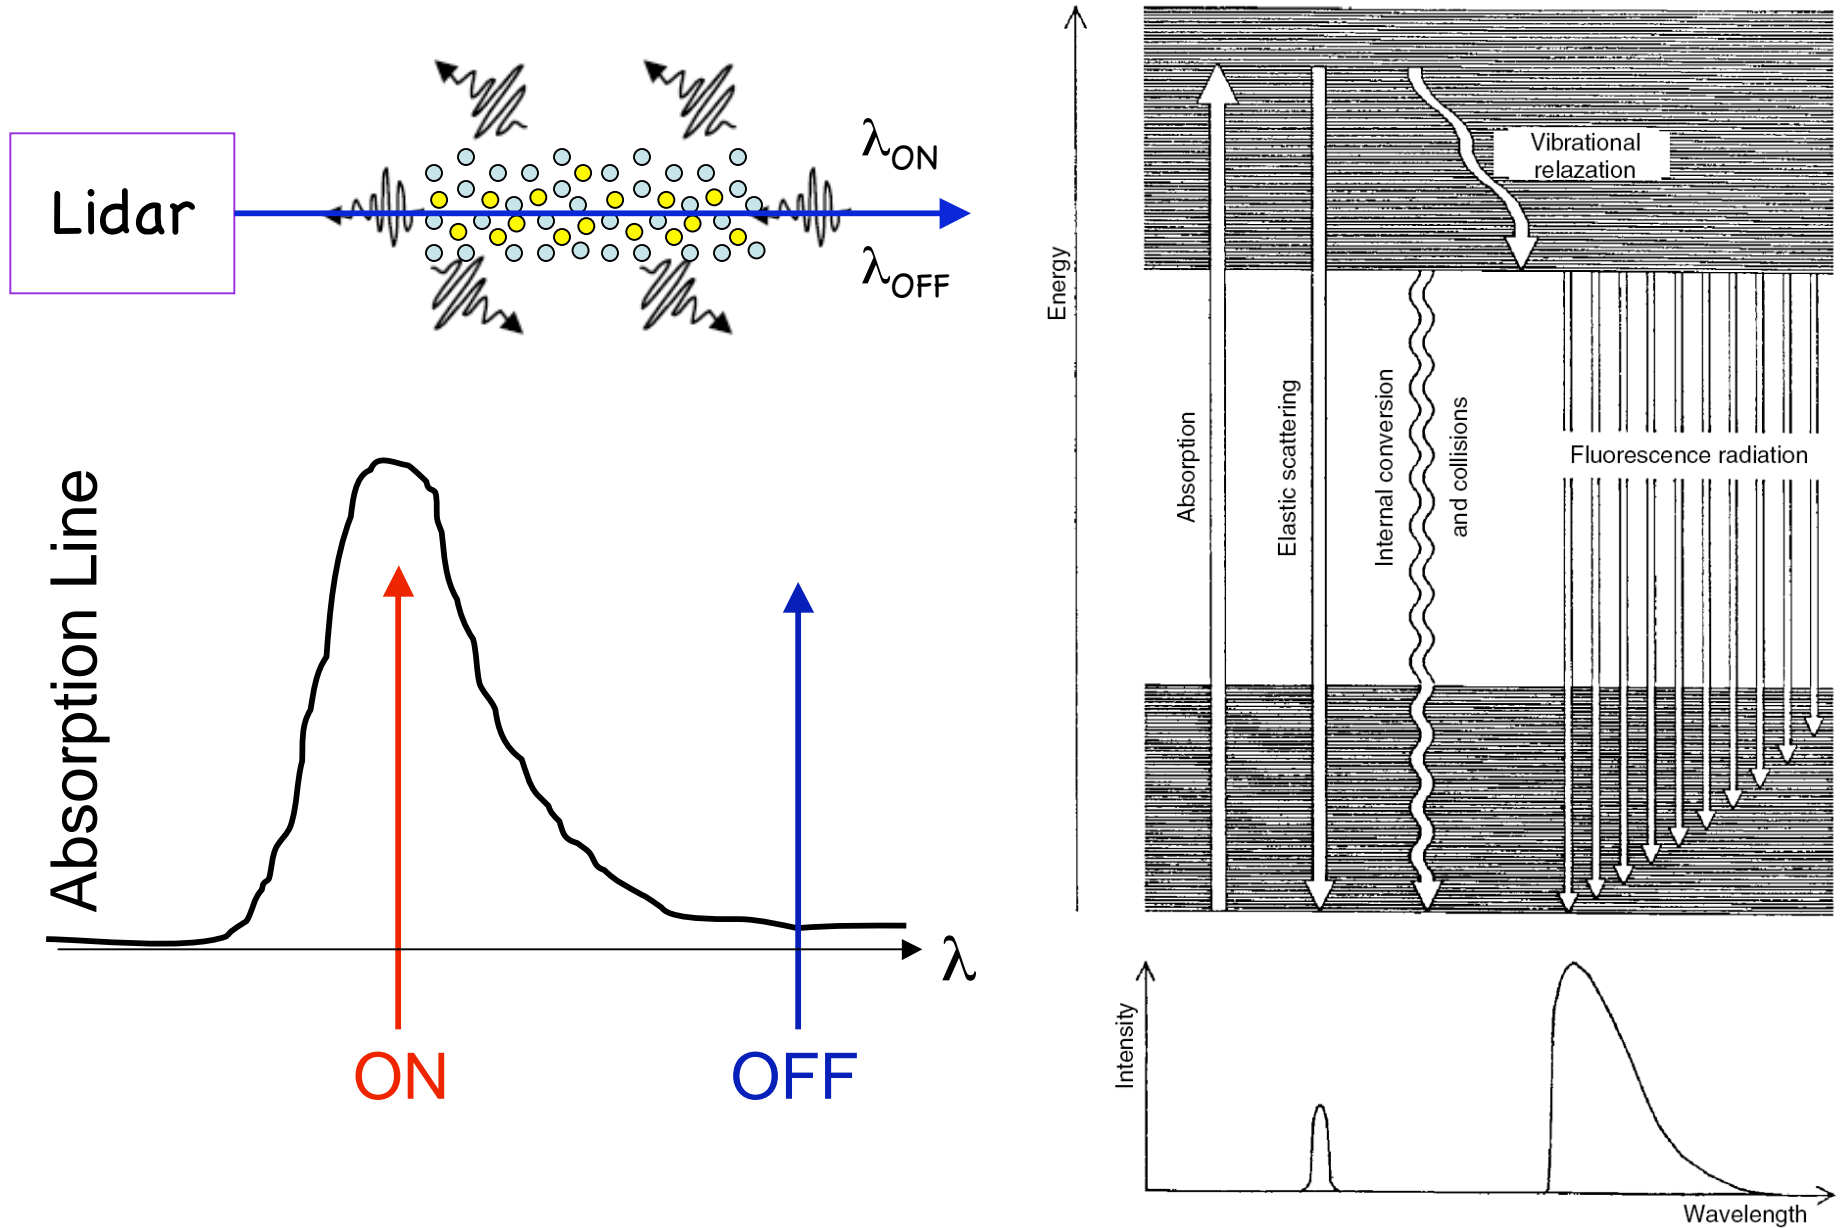 Lidar
λON
λOFF
Absorption Line
λ
ON
OFF
Energy
Vibrational
relazation
Absorption
Elastic scattering
Internal conversion
and collisions
Fluorescence radiation
Intensity
Wavelength